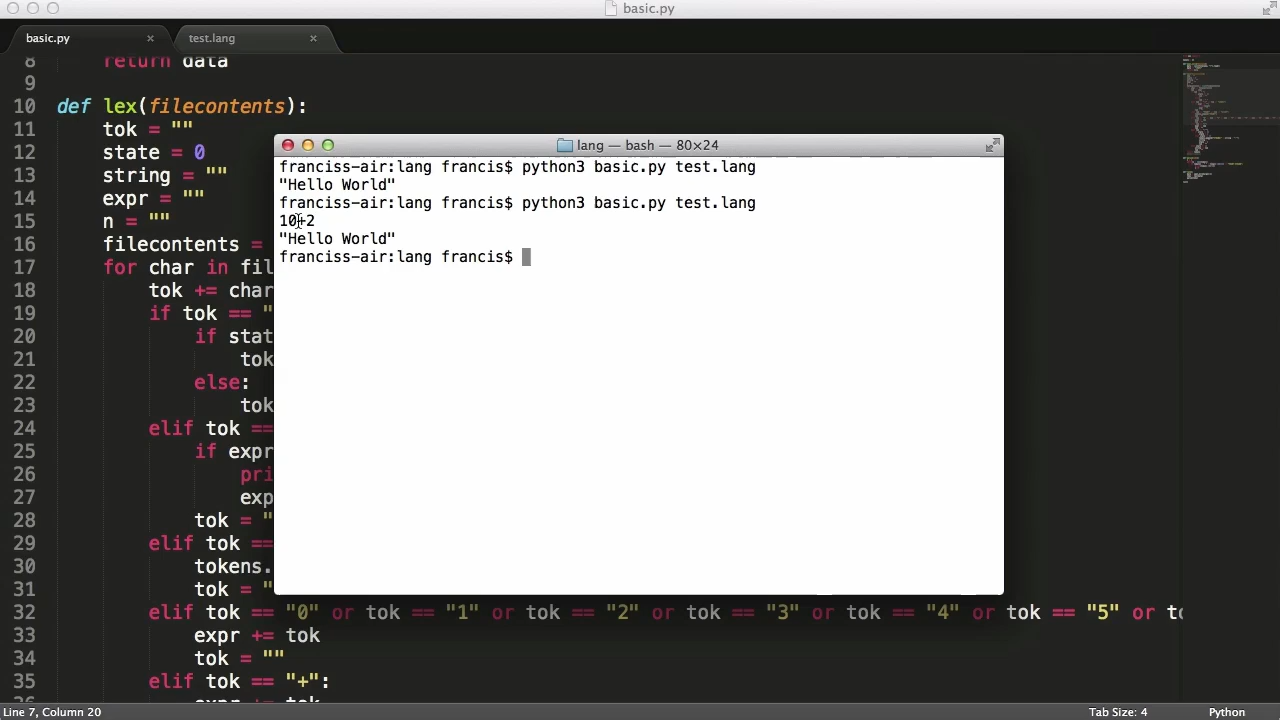 basic.py
basic.py
test.lang
8 return data
9
10 def lex(filecontents):
11 tok = ""
12 state = 0
13 string = ""
14 expr = ""
15 n = ""
16 filecontents =
17 for char in fil
18 tok += char
19 if tok == "
20 if stat
21 tok
22 else:
23 tok
24 elif tok ==
25 if expr
26 pri
27 exp
28 tok = "
29 elif tok ==
30 tokens.
31 tok = "
32 elif tok == "0" or tok == "1" or tok == "2" or tok == "3" or tok == "4" or tok == "5" or to
33 expr += tok
34 tok = ""
35 elif tok == "+":
lang — bash — 80×24
franciss-air:lang francis$ python3 basic.py test.lang
"Hello World"
franciss-air:lang francis$ python3 basic.py test.lang
10+2
"Hello World"
franciss-air:lang francis$
Line 7, Column 20
Tab Size: 4
Python